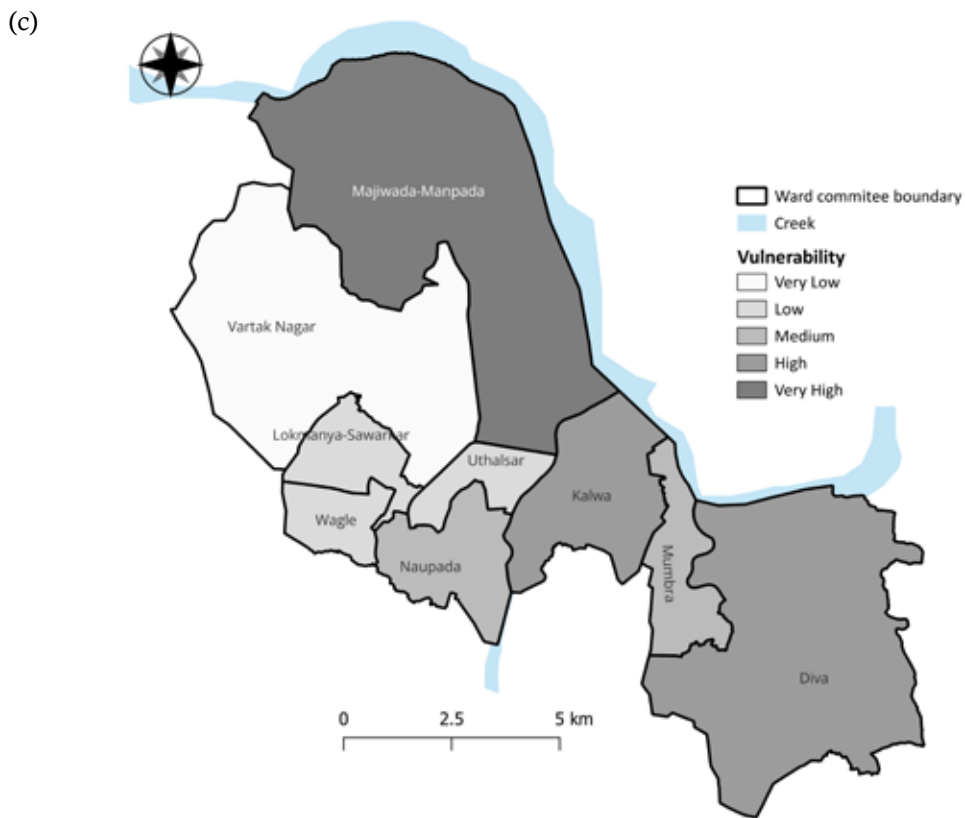 (c)
Majiwada-Manpada
Ward commitee boundary
Creek
Vulnerability
Very Low
Low
Medium
High
Very High
Vartak Nagar
Lokmanya-Sawarkar
Uthalsar
Kalwa
Wagle
Naupada
Mumbra
Diva
0 2.5 5 km